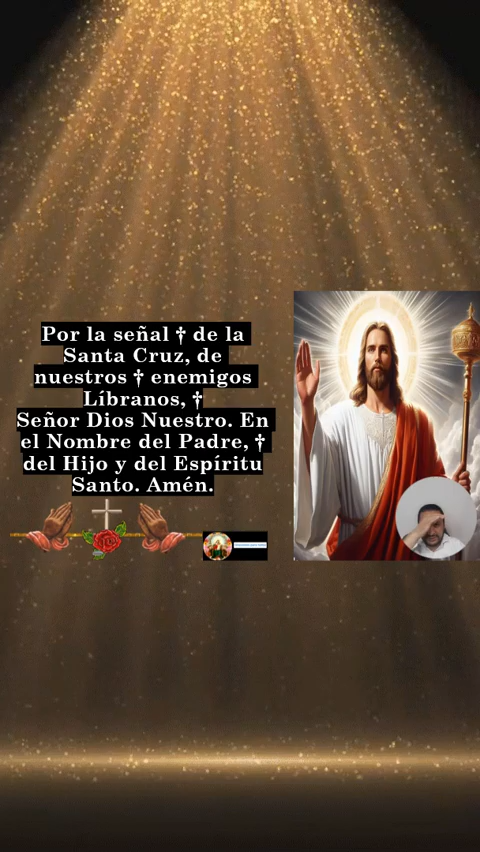 Por la señal † de la
Santa Cruz, de
nuestros † enemigos
Líbranos, †
Señor Dios Nuestro. En
el Nombre del Padre, †
del Hijo y del Espíritu
Santo. Amén.